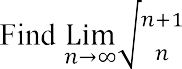 Find Lim n→∞ √ n+1
n